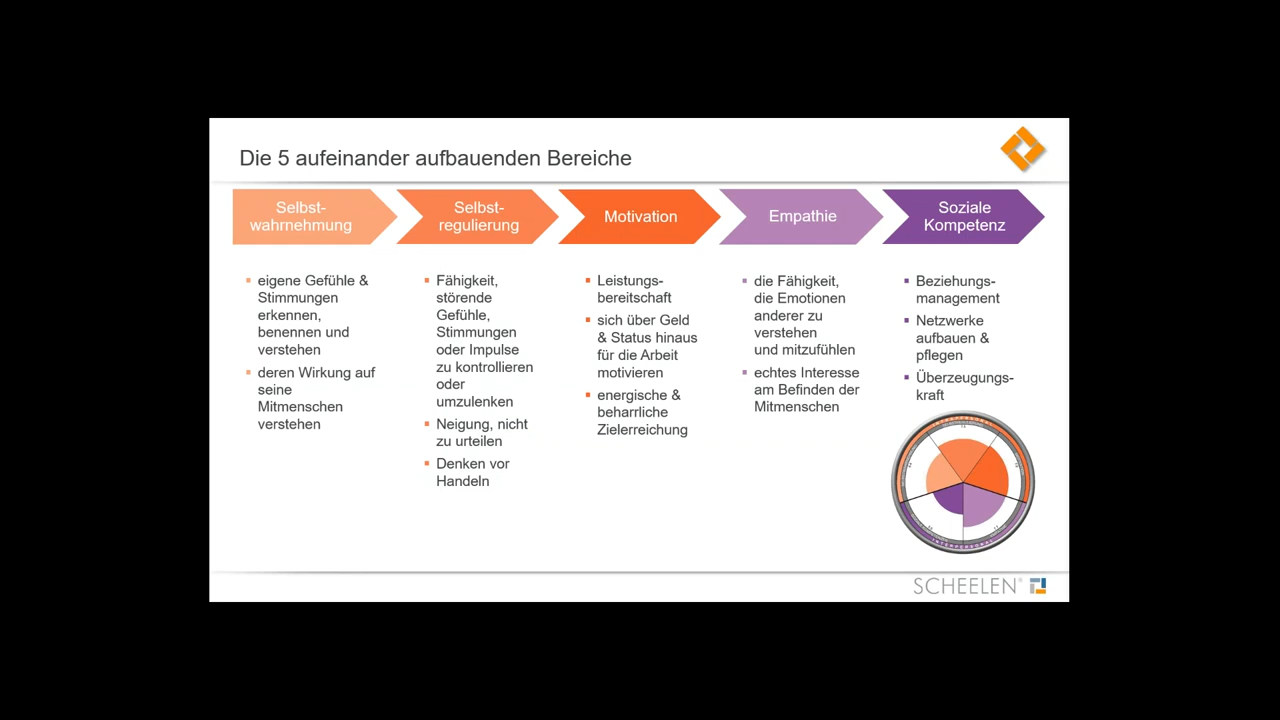 Die 5 aufeinander aufbauenden Bereiche
Selbst-
wahrnehmung
Selbst-
regulierung
Motivation
Empathie
Soziale
Kompetenz
eigene Gefühle &
Stimmungen
erkennen,
benennen und
verstehen
deren Wirkung auf
seine
Mitmenschen
verstehen
Fähigkeit,
störende
Gefühle,
Stimmungen
oder Impulse
zu kontrollieren
oder
umzulenken
Neigung, nicht
zu urteilen
Denken vor
Handeln
Leistungs-
bereitschaft
sich über Geld
& Status hinaus
für die Arbeit
motivieren
energische &
beharrliche
Zielerreichung
die Fähigkeit,
die Emotionen
anderer zu
verstehen
und mitzufühlen
echtes Interesse
am Befinden der
Mitmenschen
Beziehungs-
management
Netzwerke
aufbauen &
pflegen
Überzeugungs-
kraft
SCHEELEN®